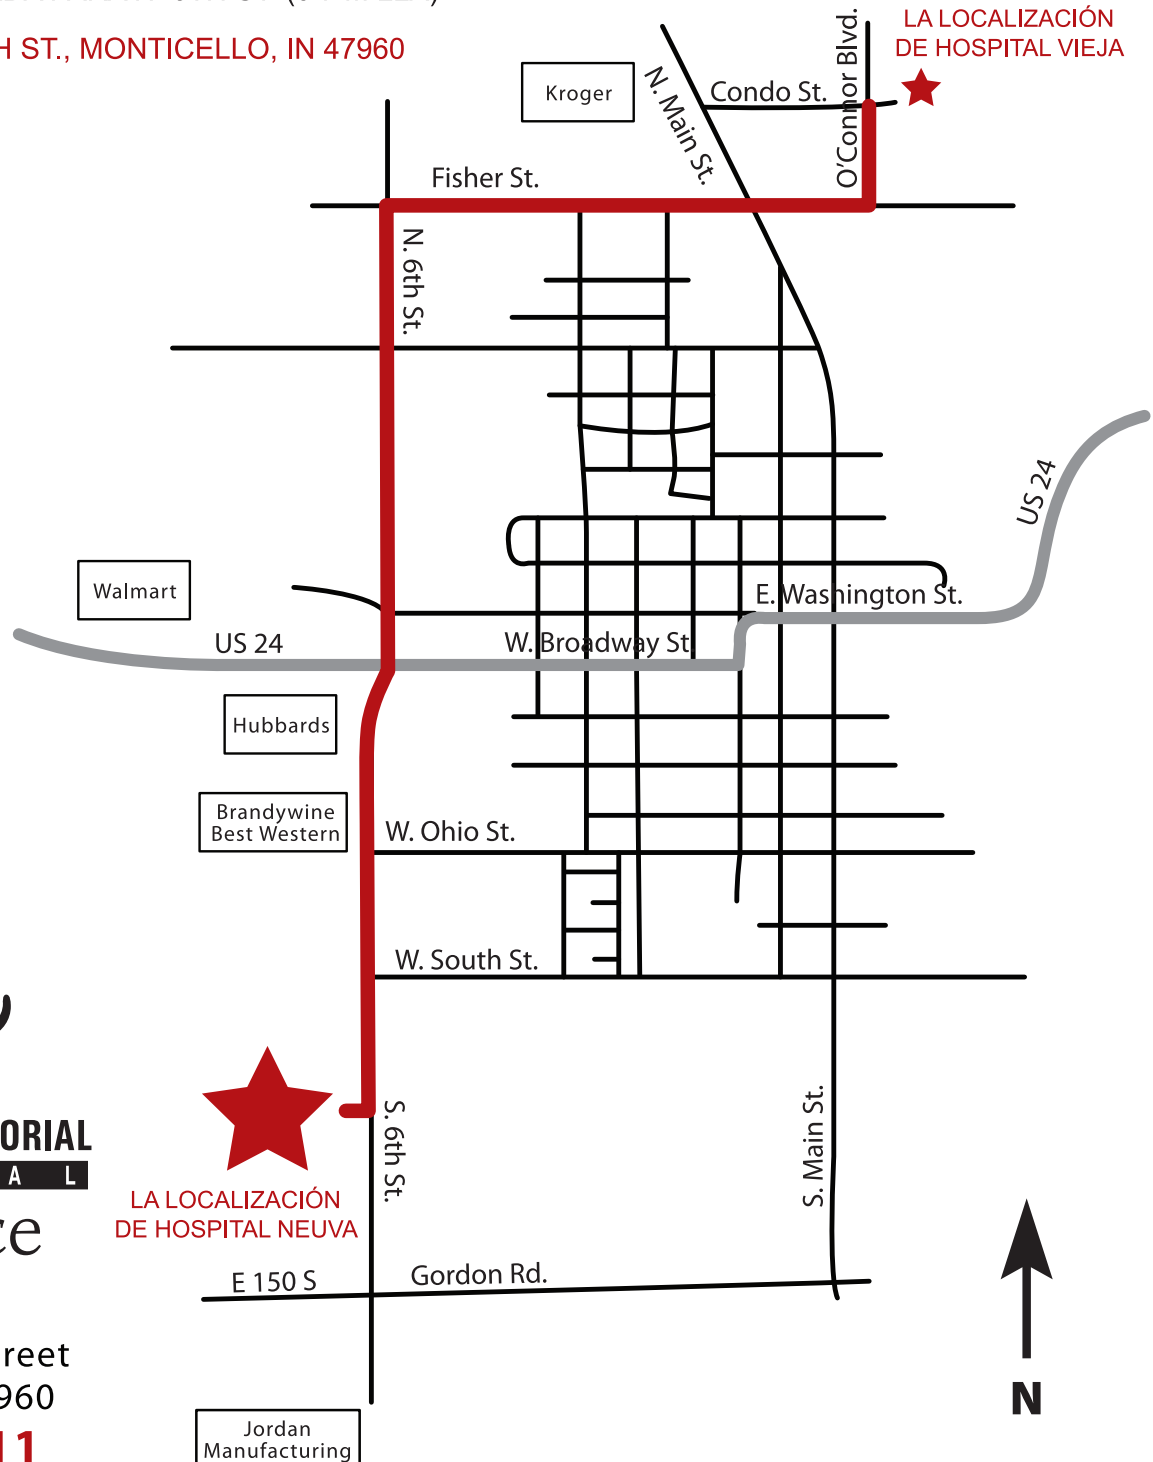 H ST., MONTICELLO, IN 47960
LA LOCALIZACIÓN
DE HOSPITAL VIEJA
Kroger
N. Main St.
Condo St.
O'Connor Blvd.
Fisher St.
N. 6th St.
US 24
Walmart
E. Washington St.
US 24
W. Broadway St.
Hubbards
Brandywine
Best Western
W. Ohio St.
W. South St.
S. 6th St.
S. Main St.
ORIAL
A L
ce
LA LOCALIZACIÓN
DE HOSPITAL NEUVA
E 150 S
Gordon Rd.
reet
960
11
N
Jordan
Manufacturing